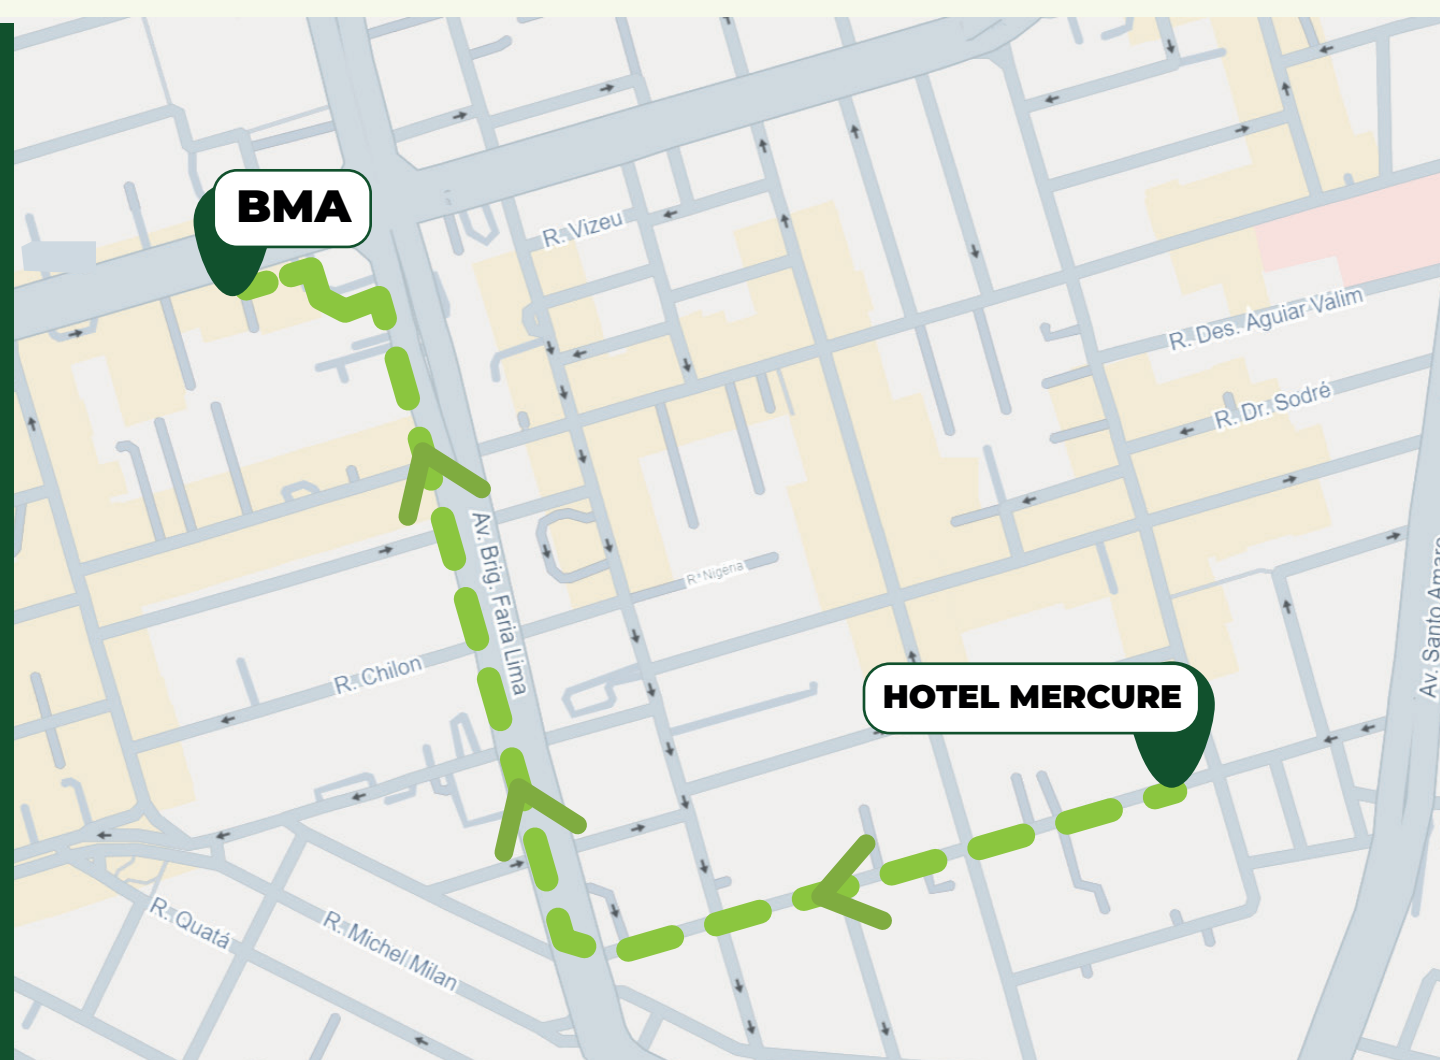 BMA
R. Vizeu
R. Des. Aguiar Valim
R. Dr. Sodré
Av. Brig. Faria Lima
R. Nigeria
Av. Santo Amaro
R. Chilon
HOTEL MERCURE
R. Quatá
R. Michel Milan